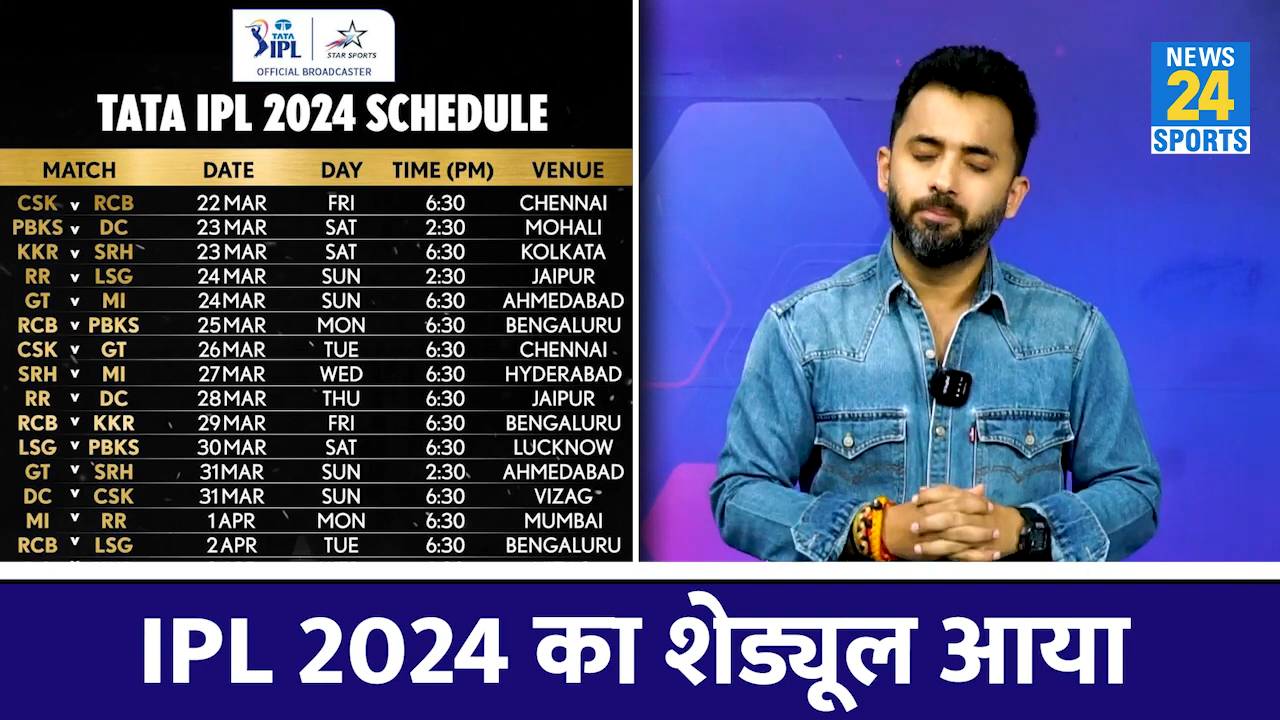 TATA
IPL
STAR SPORTS
OFFICIAL BROADCASTER
TATA IPL 2024 SCHEDULE
MATCH DATE DAY TIME (PM) VENUE
CSK v RCB 22 MAR FRI 6:30 CHENNAI
PBKS v DC 23 MAR SAT 2:30 MOHALI
KKR v SRH 23 MAR SAT 6:30 KOLKATA
RR v LSG 24 MAR SUN 2:30 JAIPUR
GT v MI 24 MAR SUN 6:30 AHMEDABAD
RCB v PBKS 25 MAR MON 6:30 BENGALURU
CSK v GT 26 MAR TUE 6:30 CHENNAI
SRH v MI 27 MAR WED 6:30 HYDERABAD
RR v DC 28 MAR THU 6:30 JAIPUR
RCB v KKR 29 MAR FRI 6:30 BENGALURU
LSG v PBKS 30 MAR SAT 6:30 LUCKNOW
GT v SRH 31 MAR SUN 2:30 AHMEDABAD
DC v CSK 31 MAR SUN 6:30 VIZAG
MI v RR 1 APR MON 6:30 MUMBAI
RCB v LSG 2 APR TUE 6:30 BENGALURU
NEWS
24
SPORTS
IPL 2024 का शेड्यूल आया